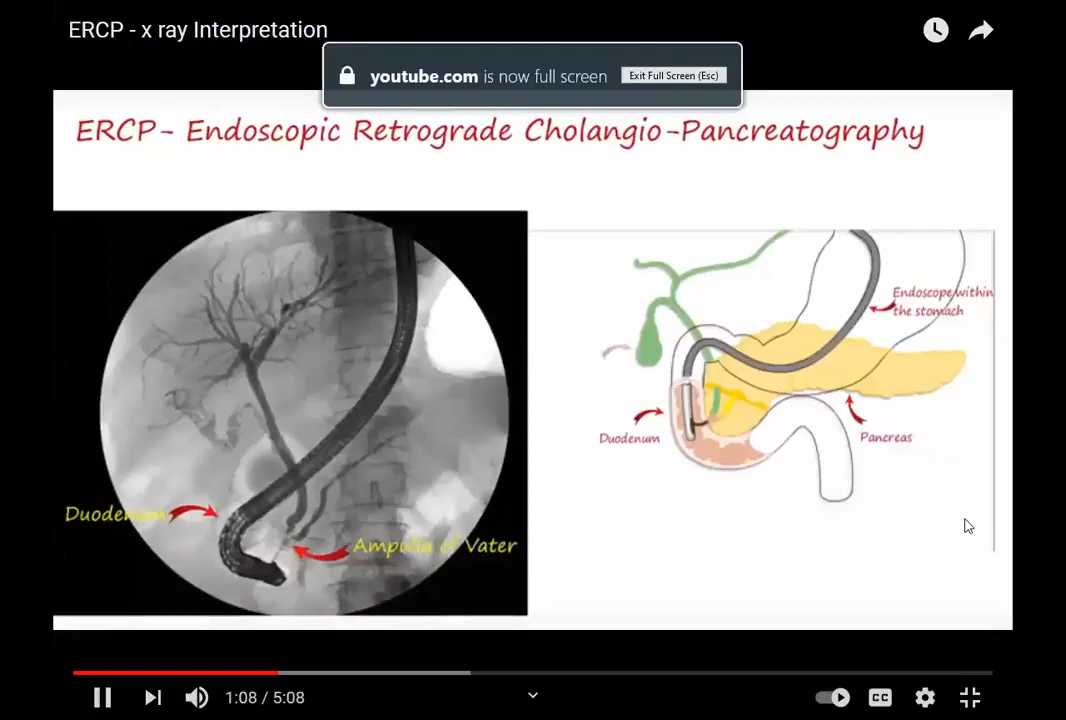 ERCP - x ray Interpretation
youtube.com is now full screen
Exit Full Screen (Esc)
ERCP- Endoscopic Retrograde Cholangio-Pancreatography
Endoscope within
the stomach
Duodenum
Pancreas
Duodenum
Ampulla of Vater
1:08 / 5:08
CC